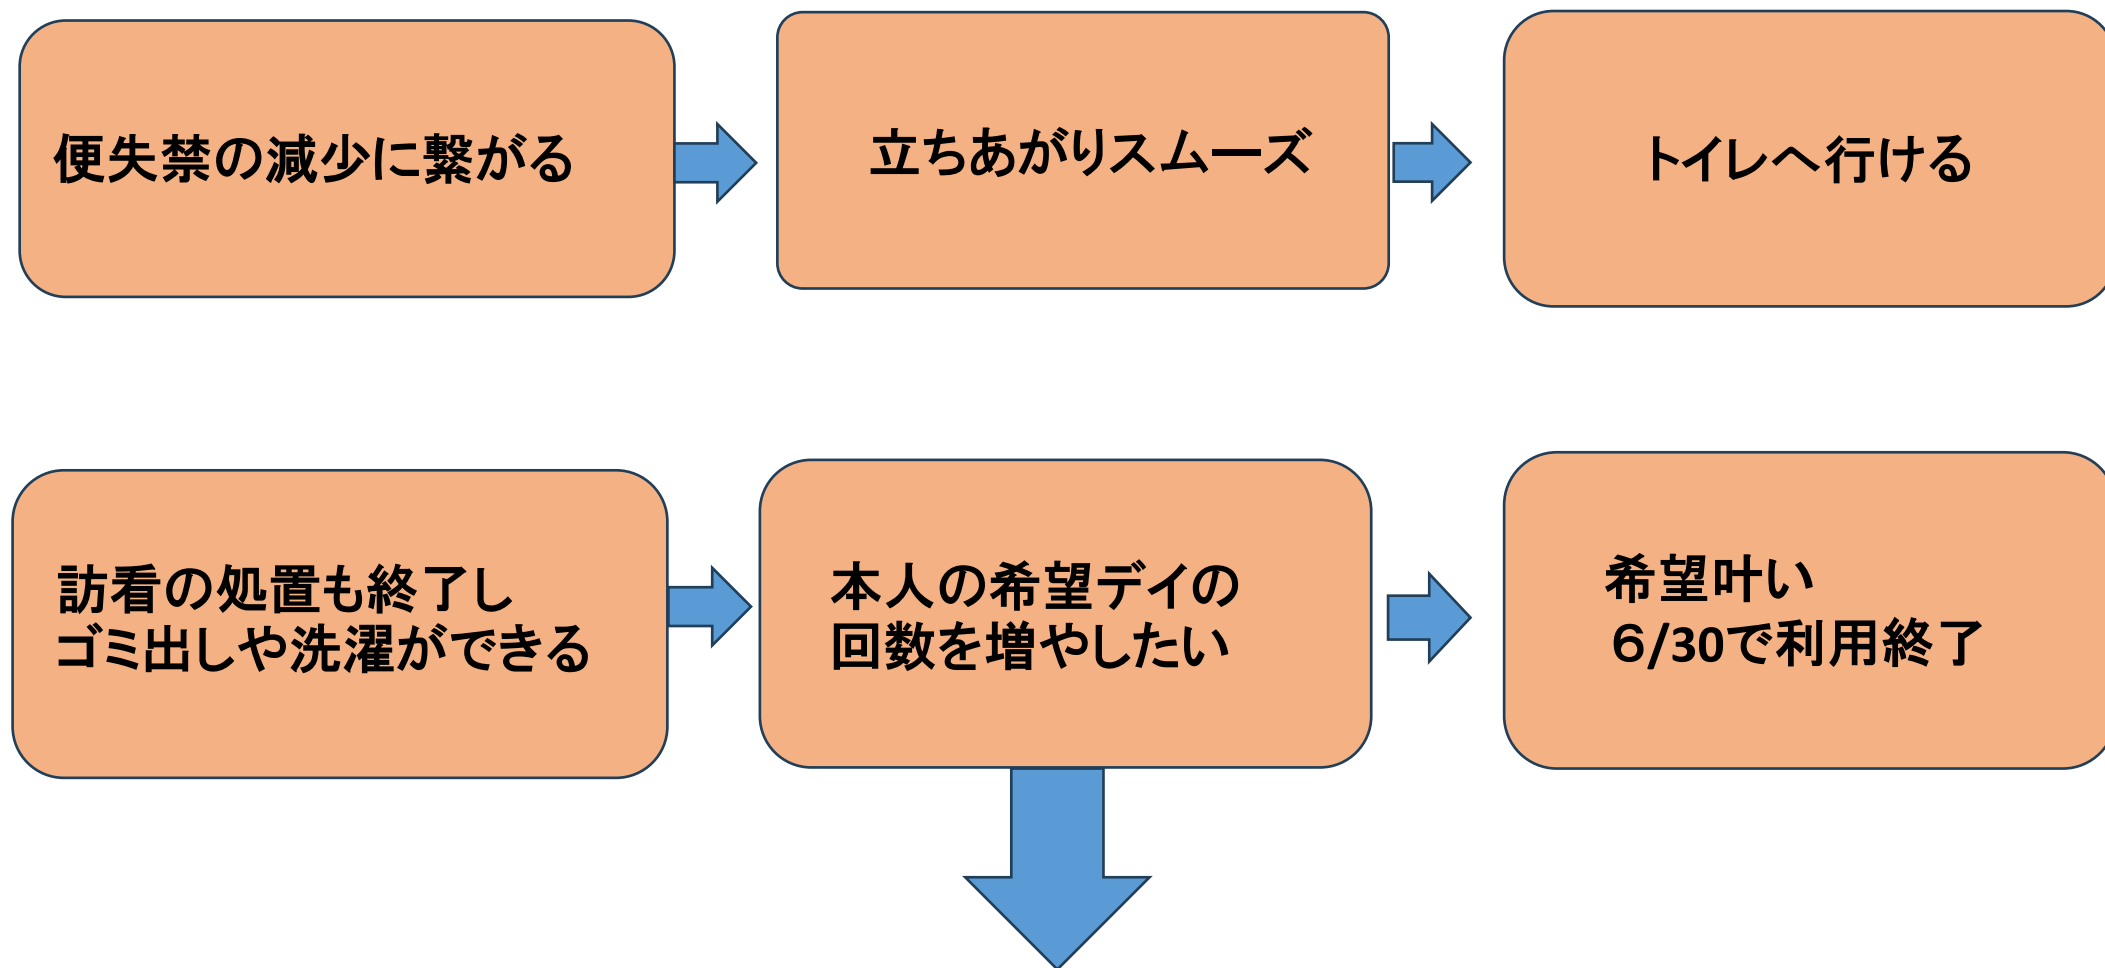 便失禁の減少に繋がる
立ちあがりスムーズ
トイレへ行ける
訪看の処置も終了し
ゴミ出しや洗濯ができる
本人の希望デイの
回数を増やしたい
希望叶い
６/30で利用終了